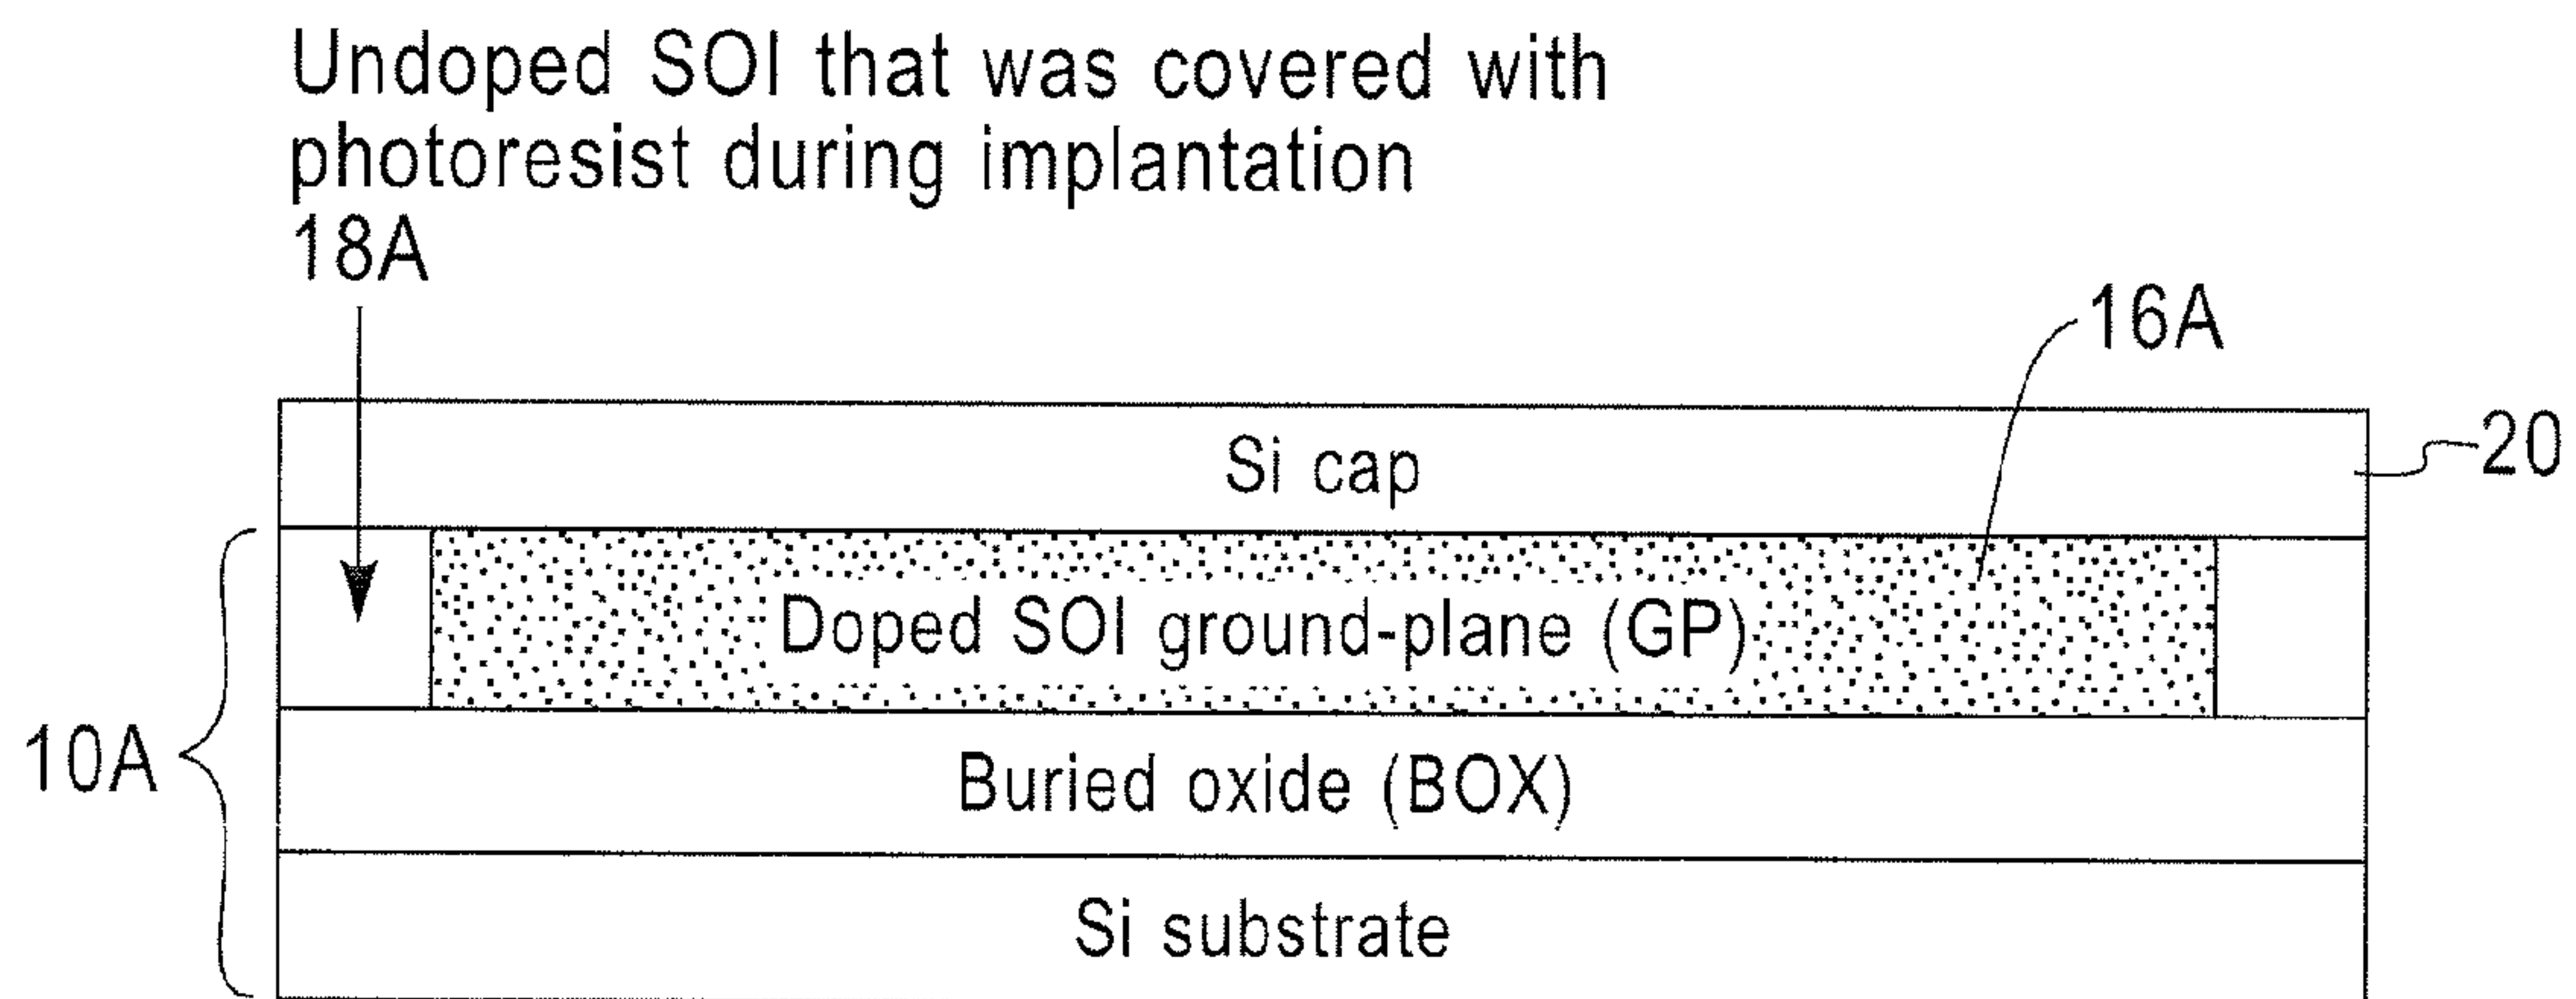 Undoped SOI that was covered with
photoresist during implantation
18A
16A
20
Si cap
Doped SOI ground-plane (GP)
10A
Buried oxide (BOX)
Si substrate